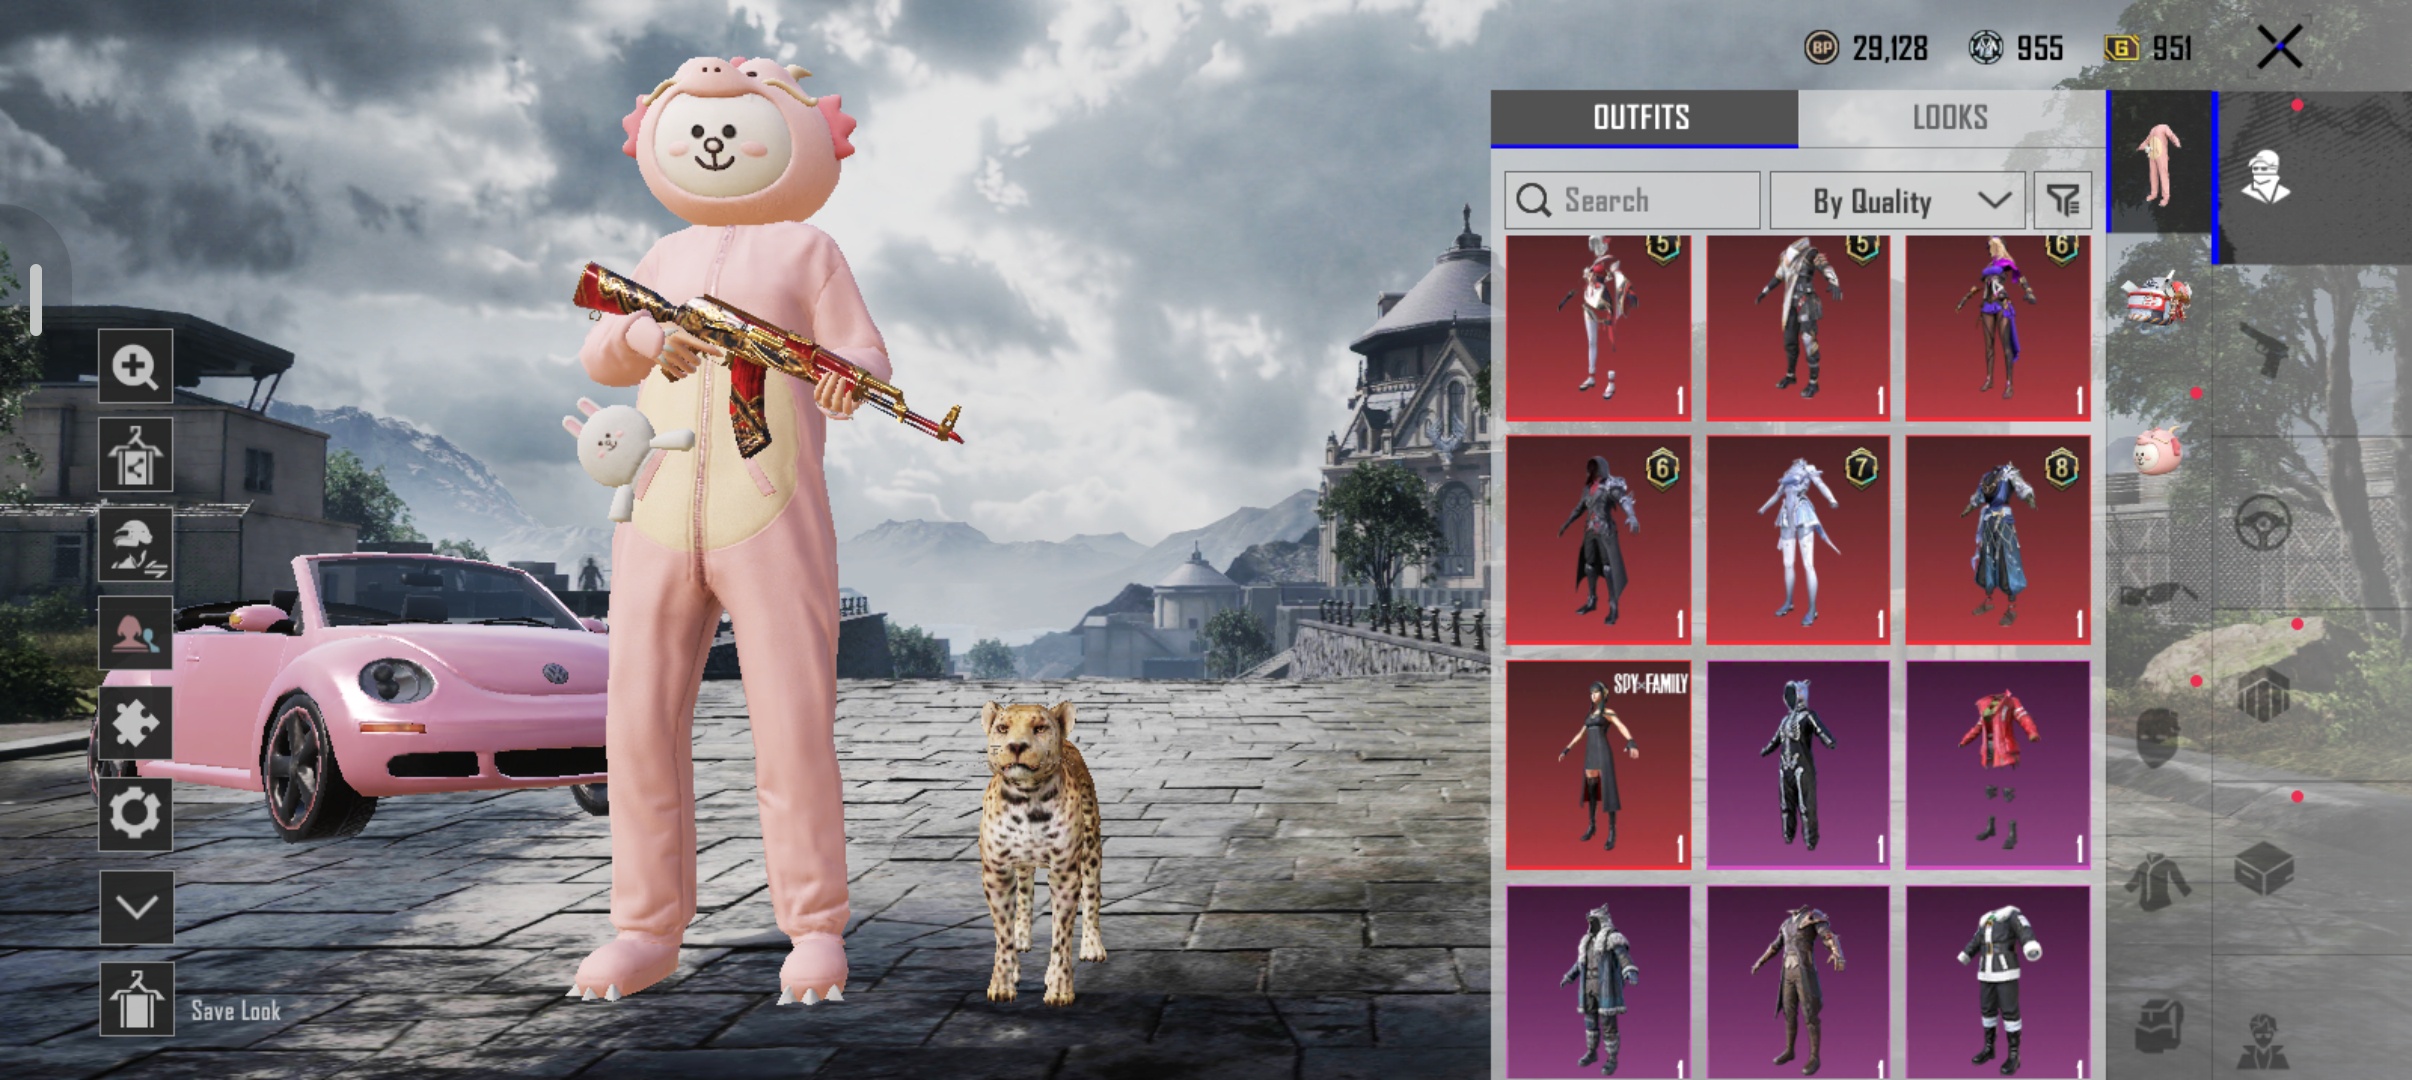 BP 29,128 955 G 951
OUTFITS LOOKS
Search By Quality
5 5 6
1 1 1
6 7 8
1 1 1
SPY×FAMILY
1 1 1
1 1 1
Save Look